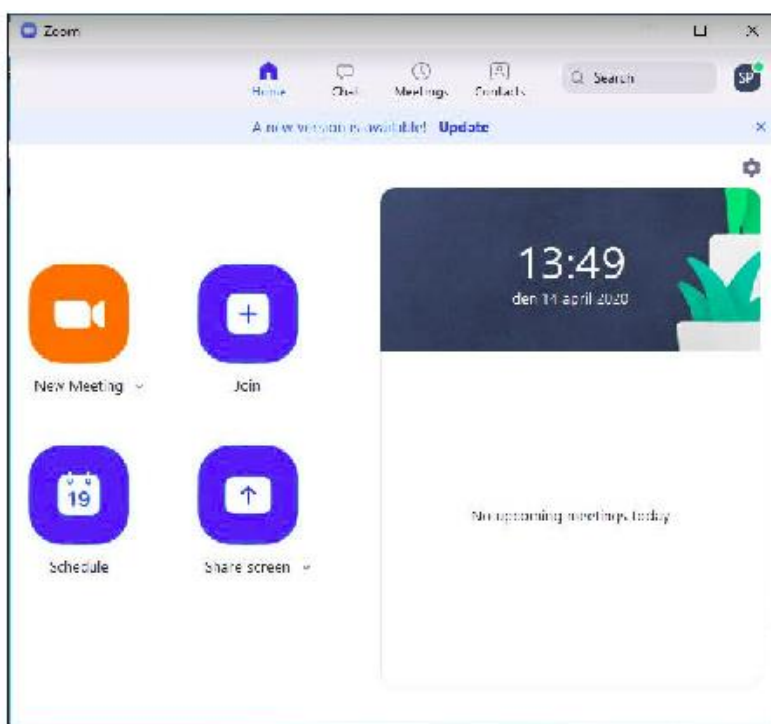 Zoom
Home Chat Meetings Contacts Search SP
A new version is available! Update
13:49
den 14 april 2020
New Meeting Join
19
Schedule Share screen
No upcoming meetings today